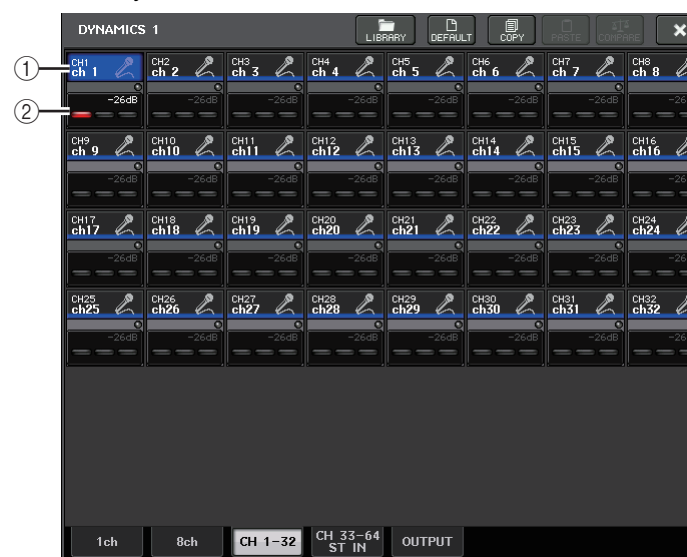 DYNAMICS 1
LIBRARY DEFAULT COPY PASTE COMPARE
1
2
CH1 CH2 CH3 CH4 CH5 CH6 CH7 CH8
ch 1 ch 2 ch 3 ch 4 ch 5 ch 6 ch 7 ch 8
-26dB -26dB -26dB -26dB -26dB -26dB -26dB -26
CH9 CH10 CH11 CH12 CH13 CH14 CH15 CH16
ch 9 ch10 ch11 ch12 ch13 ch14 ch15 ch16
-26dB -26dB -26dB -26dB -26dB -26dB -26dB -26
CH17 CH18 CH19 CH20 CH21 CH22 CH23 CH24
ch17 ch18 ch19 ch20 ch21 ch22 ch23 ch24
-26dB -26dB -26dB -26dB -26dB -26dB -26dB -26
CH25 CH26 CH27 CH28 CH29 CH30 CH31 CH32
ch25 ch26 ch27 ch28 ch29 ch30 ch31 ch32
-26dB -26dB -26dB -26dB -26dB -26dB -26dB -26
1ch 8ch CH 1-32 CH 33-64 OUTPUT
ST IN